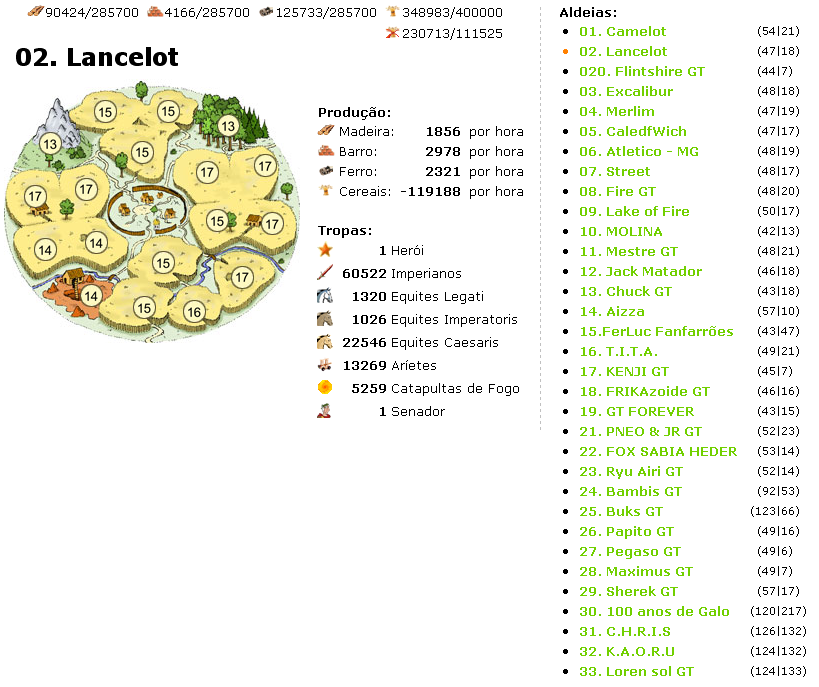 90424/285700 4166/285700 125733/285700 348983/400000
230713/111525
02. Lancelot
15 15
13
13
15
17 15
17 17
17
15 17
14 14
15
17
14
15
16
Produção:
Madeira: 1856 por hora
Barro: 2978 por hora
Ferro: 2321 por hora
Cereais: -119188 por hora
Tropas:
1 Herói
60522 Imperianos
1320 Equites Legati
1026 Equites Imperatoris
22546 Equites Caesaris
13269 Aríetes
5259 Catapultas de Fogo
1 Senador
Aldeias:
01. Camelot (54|21)
02. Lancelot (47|18)
020. Flintshire GT (44|7)
03. Excalibur (48|18)
04. Merlim (47|19)
05. CaledfWich (47|17)
06. Atletico - MG (48|19)
07. Street (48|17)
08. Fire GT (48|20)
09. Lake of Fire (50|17)
10. MOLINA (42|13)
11. Mestre GT (48|21)
12. Jack Matador (46|18)
13. Chuck GT (43|18)
14. Aizza (57|10)
15.FerLuc Fanfarrões (43|47)
16. T.I.T.A. (49|21)
17. KENJI GT (45|7)
18. FRIKAzoide GT (46|16)
19. GT FOREVER (43|15)
21. PNEO & JR GT (52|23)
22. FOX SABIA HEDER (53|14)
23. Ryu Airi GT (52|14)
24. Bambis GT (92|53)
25. Buks GT (123|66)
26. Papito GT (49|16)
27. Pegaso GT (49|6)
28. Maximus GT (49|7)
29. Sherek GT (57|17)
30. 100 anos de Galo (120|217)
31. C.H.R.I.S (126|132)
32. K.A.O.R.U (124|132)
33. Loren sol GT (124|133)